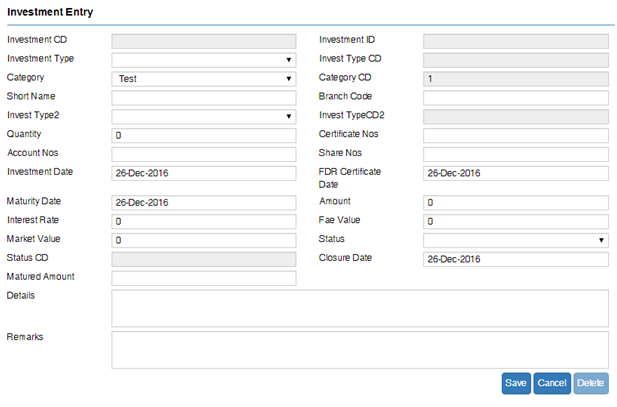 Investment Entry
Investment CD Investment ID
Investment Type Invest Type CD
Category Test Category CD 1
Short Name Branch Code
Invest Type2 Invest TypeCD2
Quantity 0 Certificate Nos
Account Nos Share Nos
Investment Date 26-Dec-2016 FDR Certificate Date 26-Dec-2016
Maturity Date 26-Dec-2016 Amount 0
Interest Rate 0 Fae Value 0
Market Value 0 Status
Status CD Closure Date 26-Dec-2016
Matured Amount
Details
Remarks
Save Cancel Delete